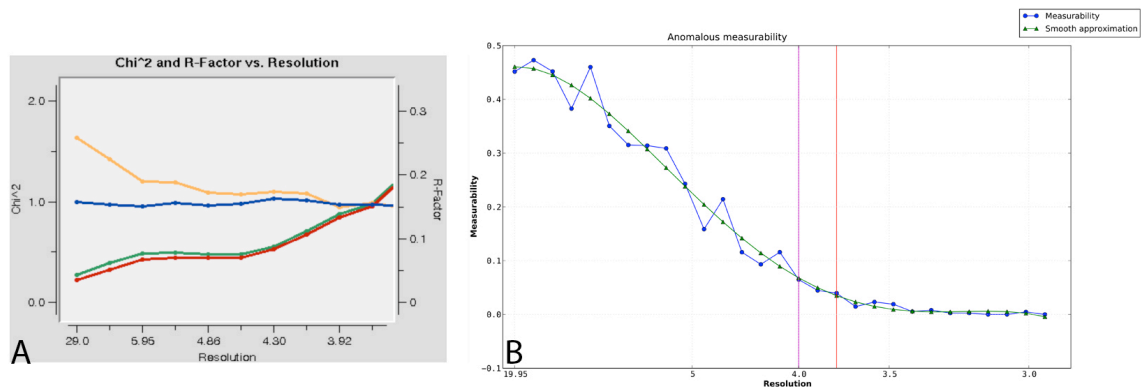 Chi^2 and R-Factor vs. Resolution
2.0
1.0
0.0
Chi^2
0.3
0.2
0.1
0
R-Factor
29.0 5.95 4.86 4.30 3.92
Resolution
A
Anomalous measurability
Measurability
Smooth approximation
0.5
0.4
0.3
0.2
0.1
0.0
−0.1
Measurability
19.95 5 4.0 3.5 3.0
Resolution
B